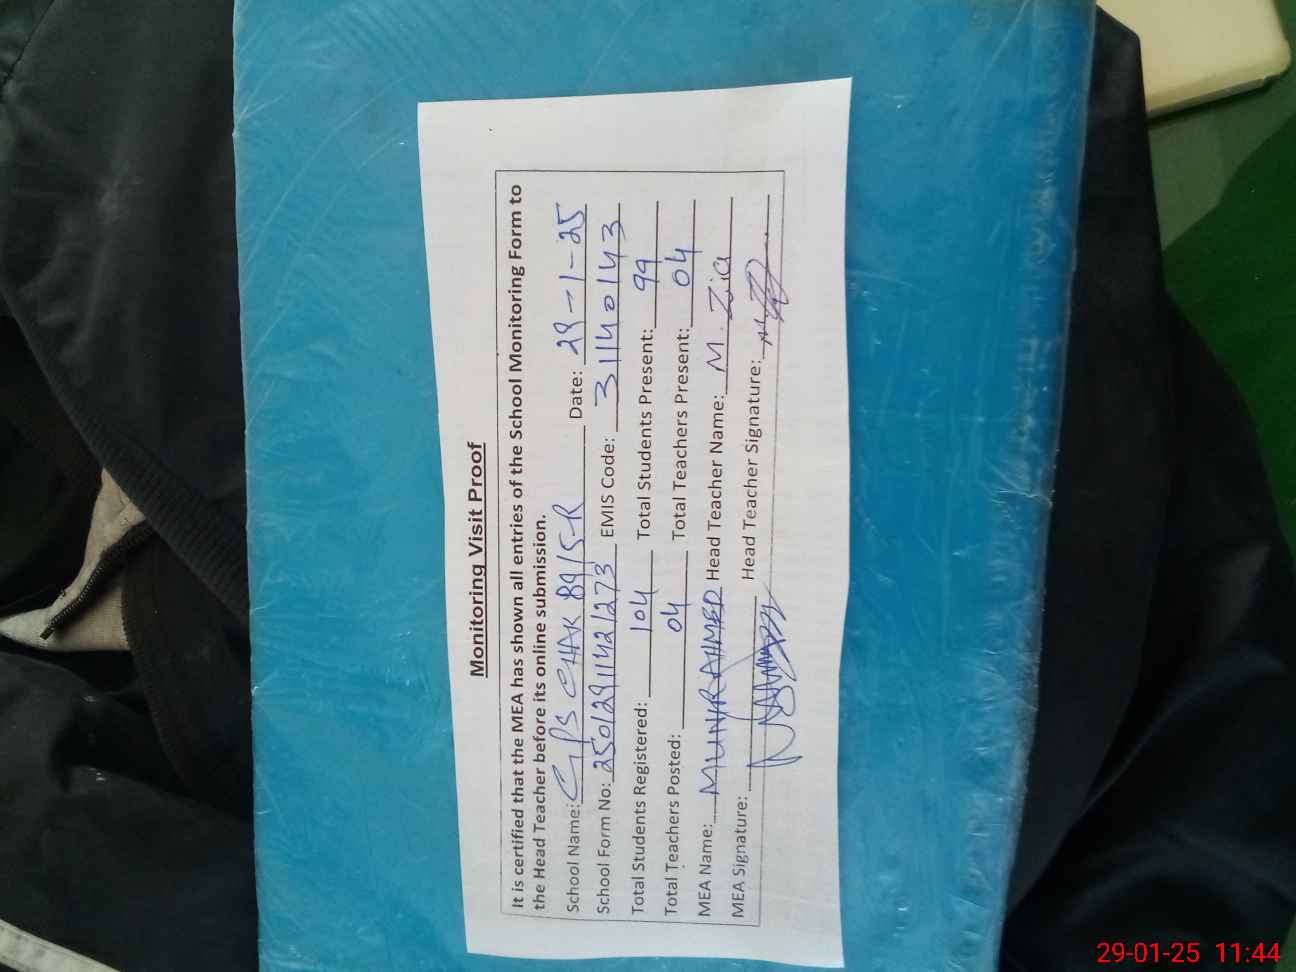 Monitoring Visit Proof
It is certified that the MEA has shown all entries of the School Monitoring Form to
the Head Teacher before its online submission.
School Name: GPS CHAK 89/5-R Date: 29-1-25
School Form No: 25012911421273 EMIS Code: 31140143
Total Students Registered: 104 Total Students Present: 99
Total Teachers Posted: 04 Total Teachers Present: 04
MEA Name: MUNIR AHMED Head Teacher Name: M. Zia
MEA Signature: Head Teacher Signature:
29-01-25 11:44